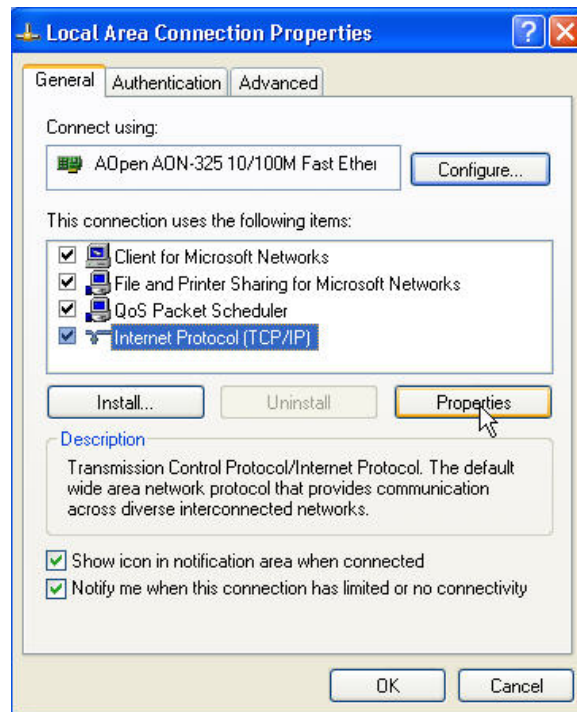 Local Area Connection Properties
General Authentication Advanced
Connect using:
AOpen AON-325 10/100M Fast Ether
Configure...
This connection uses the following items:
Client for Microsoft Networks
File and Printer Sharing for Microsoft Networks
QoS Packet Scheduler
Internet Protocol (TCP/IP)
Install... Uninstall Properties
Description
Transmission Control Protocol/Internet Protocol. The default
wide area network protocol that provides communication
across diverse interconnected networks.
Show icon in notification area when connected
Notify me when this connection has limited or no connectivity
OK Cancel